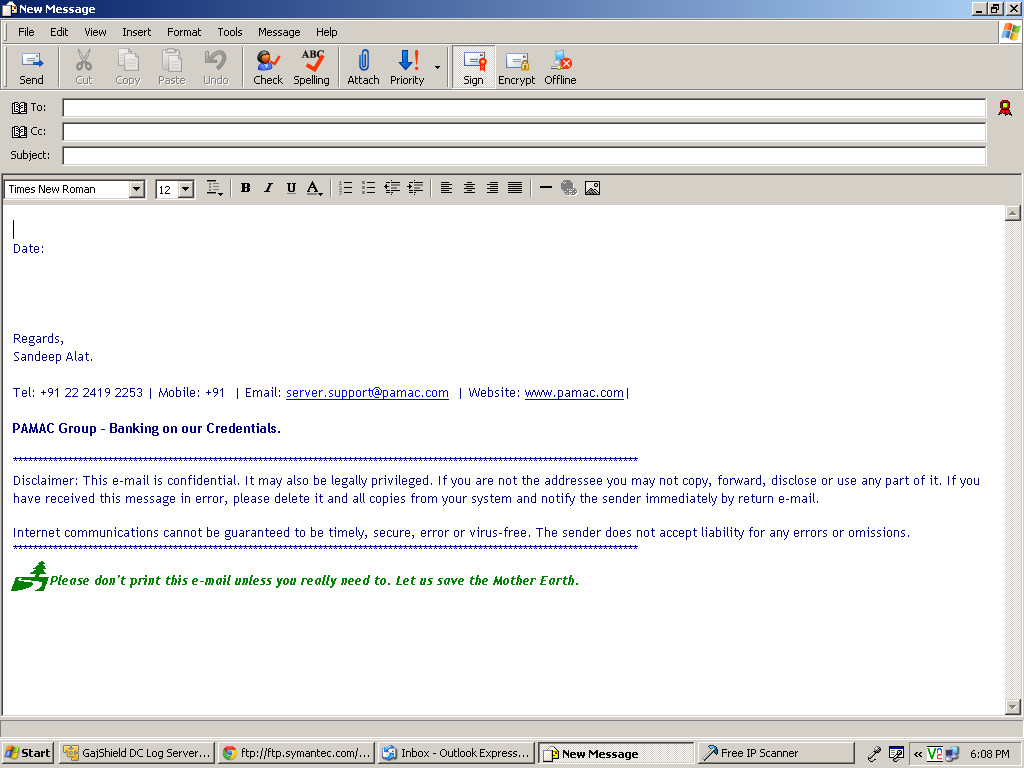 New Message
File Edit View Insert Format Tools Message Help
Send Cut Copy Paste Undo Check Spelling Attach Priority Sign Encrypt Offline
To:
Cc:
Subject:
Times New Roman 12 B I U A
Date:
Regards,
Sandeep Alat.
Tel: +91 22 2419 2253 | Mobile: +91 | Email: server.support@pamac.com | Website: www.pamac.com|
PAMAC Group - Banking on our Credentials.
Disclaimer: This e-mail is confidential. It may also be legally privileged. If you are not the addressee you may not copy, forward, disclose or use any part of it. If you
have received this message in error, please delete it and all copies from your system and notify the sender immediately by return e-mail.
Internet communications cannot be guaranteed to be timely, secure, error or virus-free. The sender does not accept liability for any errors or omissions.
Please don't print this e-mail unless you really need to. Let us save the Mother Earth.
Start GajShield DC Log Server... ftp://ftp.symantec.com/... Inbox - Outlook Express... New Message Free IP Scanner « 6:08 PM